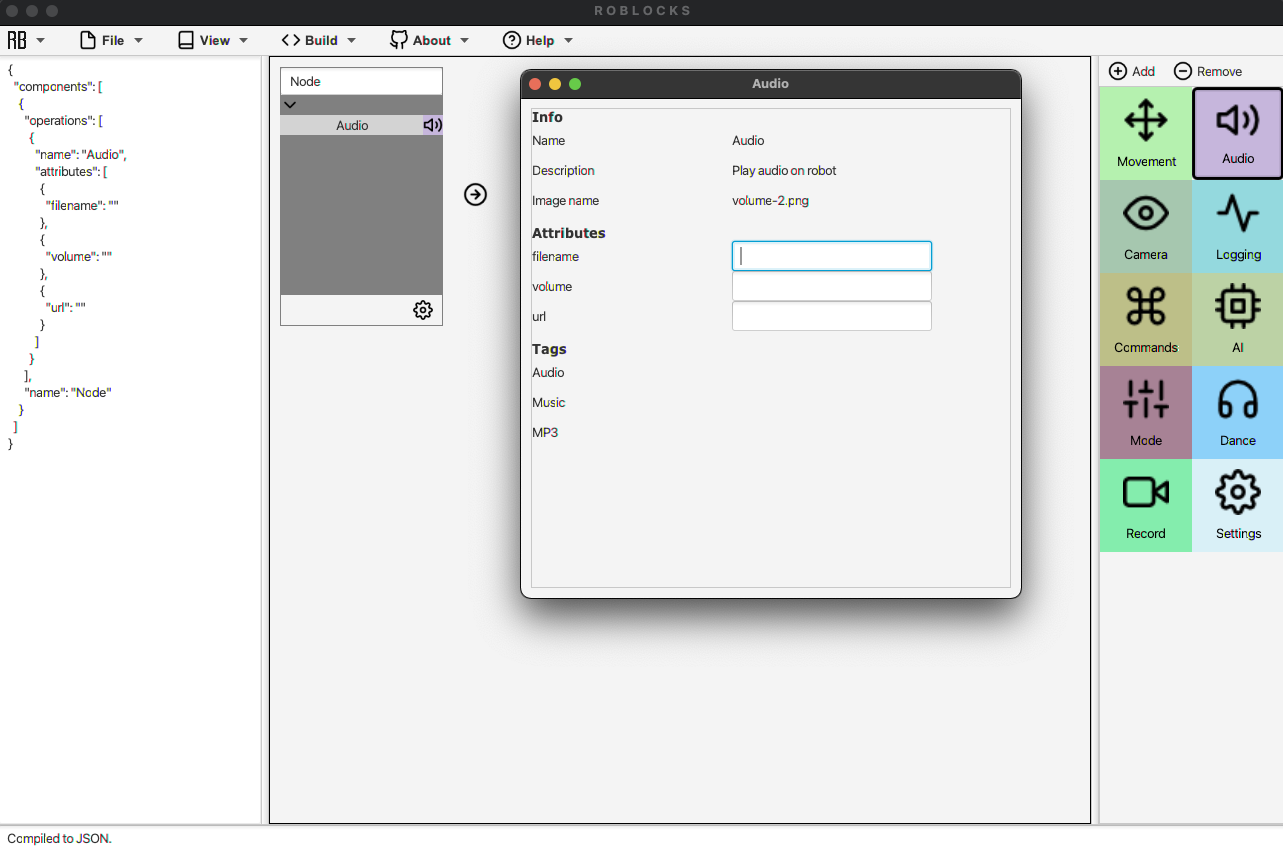 ROBLOCKS
RB File View Build About Help
{
"components": [
{
"operations": [
{
"name": "Audio",
"attributes": [
{
"filename": ""
},
{
"volume": ""
},
{
"url": ""
}
]
}
],
"name": "Node"
}
]
}
Node
Audio
Audio
Info
Name Audio
Description Play audio on robot
Image name volume-2.png
Attributes
filename
volume
url
Tags
Audio
Music
MP3
Add Remove
Movement Audio
Camera Logging
Commands AI
Mode Dance
Record Settings
Compiled to JSON.